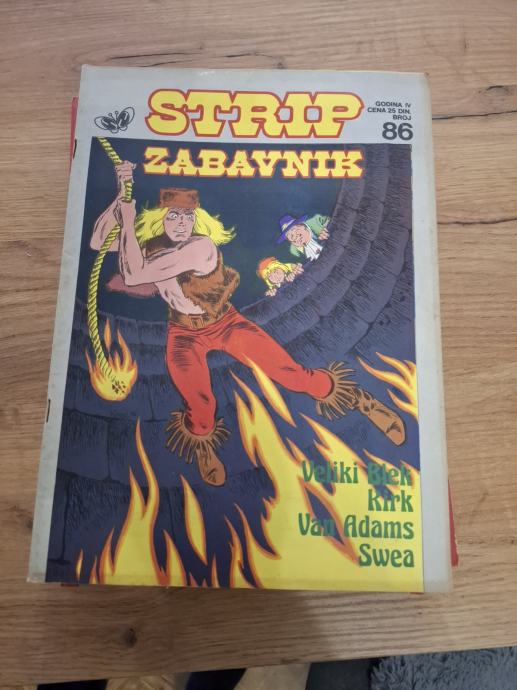 STRIP
ZABAVNIK
GODINA IV
CENA 25 DIN.
BROJ
86
Veliki Blek
Kirk
Van Adams
Swea